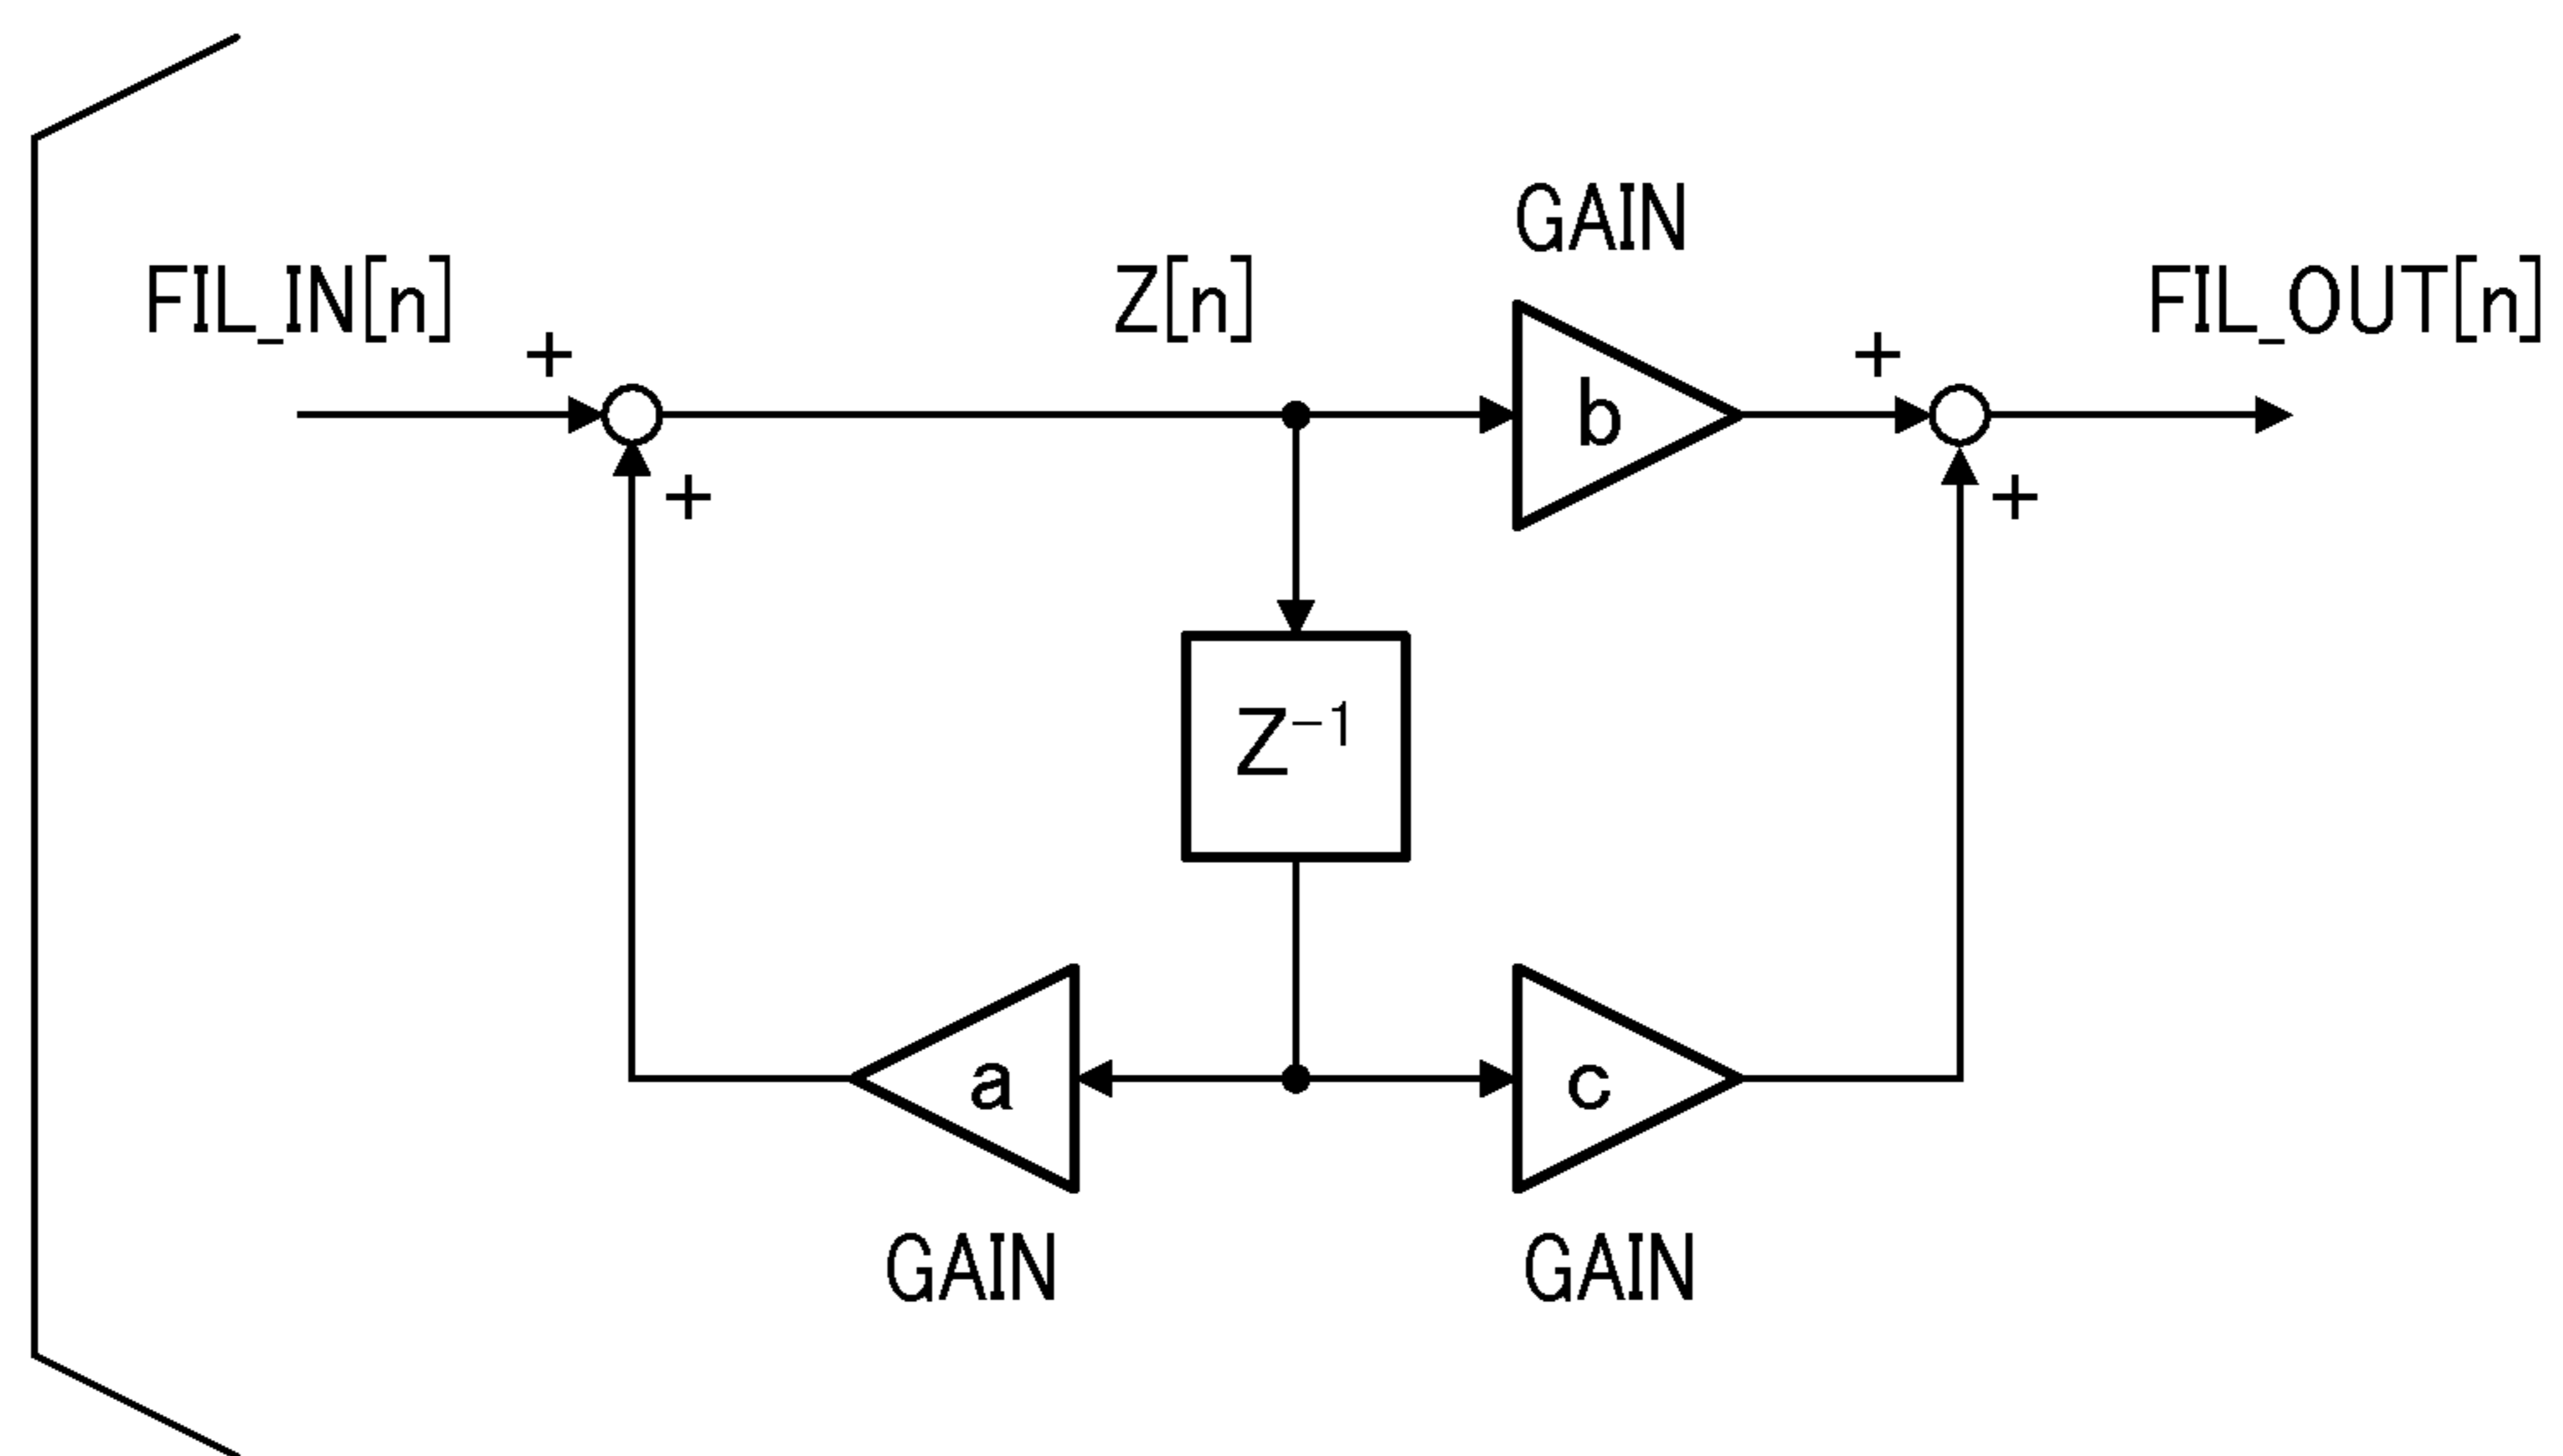 GAIN
FIL_IN[n]
Z[n]
FIL_OUT[n]
+
+
b
+
+
Z⁻¹
a
c
GAIN
GAIN